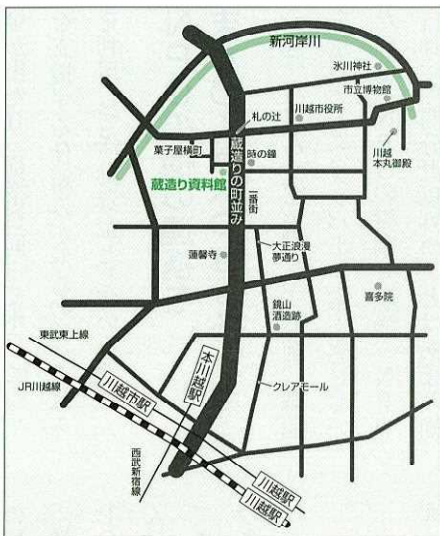 新河岸川
氷川神社
市立博物館
札の辻
川越市役所
菓子屋横町
時の鐘
川越
本丸御殿
蔵造り資料館
蔵造りの町並み
一番街
蓮馨寺
大正浪漫
夢通り
喜多院
鏡山
酒造跡
東武東上線
本川越駅
JR川越線
川越市駅
クレアモール
西武新宿線
川越駅
川越駅